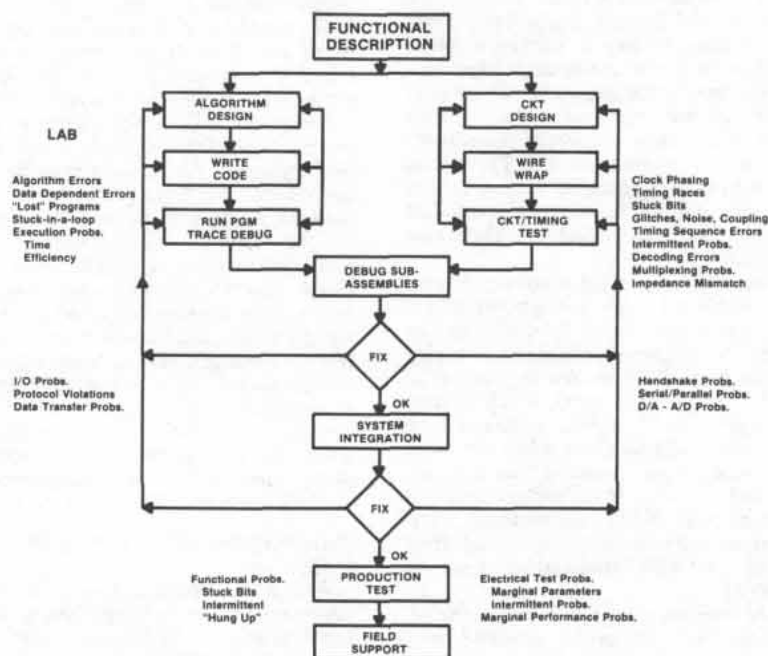 FUNCTIONAL
DESCRIPTION
ALGORITHM
DESIGN
CKT
DESIGN
LAB
WRITE
CODE
WIRE
WRAP
Algorithm Errors
Data Dependent Errors
"Lost" Programs
Stuck-in-a-loop
Execution Probs.
Time
Efficiency
RUN PGM
TRACE DEBUG
CKT/TIMING
TEST
Clock Phasing
Timing Races
Stuck Bits
Glitches, Noise, Coupling
Timing Sequence Errors
Intermittent Probs.
Decoding Errors
Multiplexing Probs.
Impedance Mismatch
DEBUG SUB-
ASSEMBLIES
FIX
I/O Probs.
Protocol Violations
Data Transfer Probs.
Handshake Probs.
Serial/Parallel Probs.
D/A - A/D Probs.
OK
SYSTEM
INTEGRATION
FIX
OK
Functional Probs.
Stuck Bits
Intermittent
"Hung Up"
PRODUCTION
TEST
Electrical Test Probs.
Marginal Parameters
Intermittent Probs.
Marginal Performance Probs.
FIELD
SUPPORT